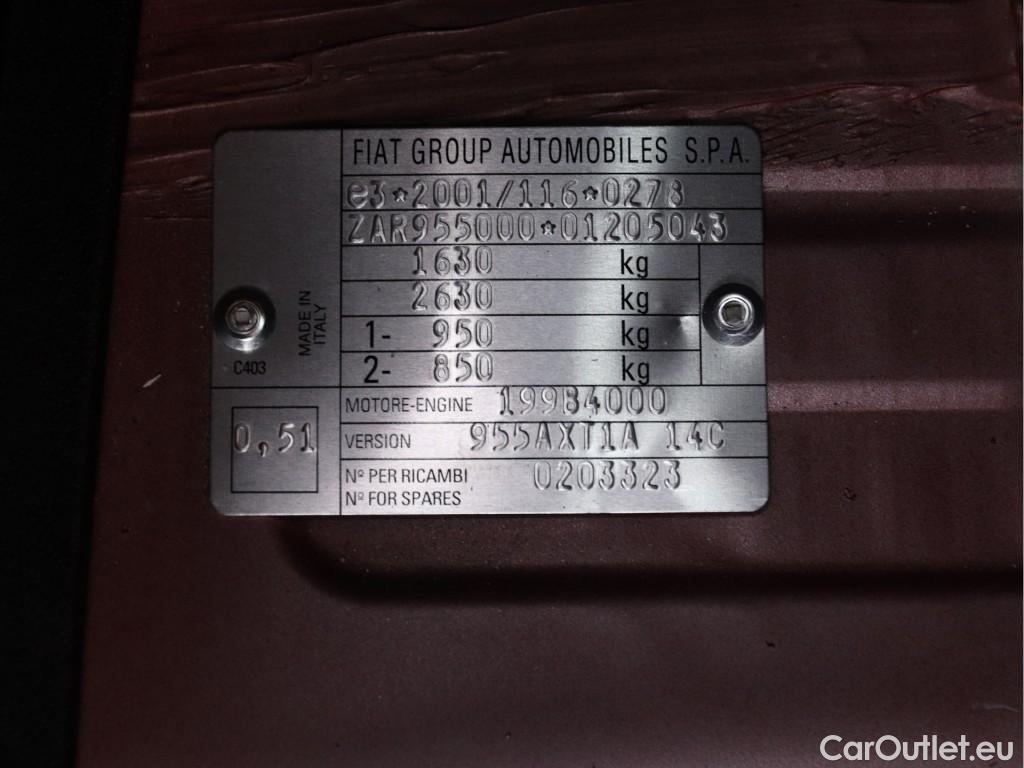 FIAT GROUP AUTOMOBILES S.P.A.
e3*2001/116*0278
ZAR955000*01205043
1630 kg
2630 kg
1- 950 kg
2- 850 kg
MADE IN
ITALY
C403
MOTORE-ENGINE 199B4000
0,51
VERSION 955AXT1A 14C
Nº PER RICAMBI
Nº FOR SPARES
0203323
CarOutlet.eu